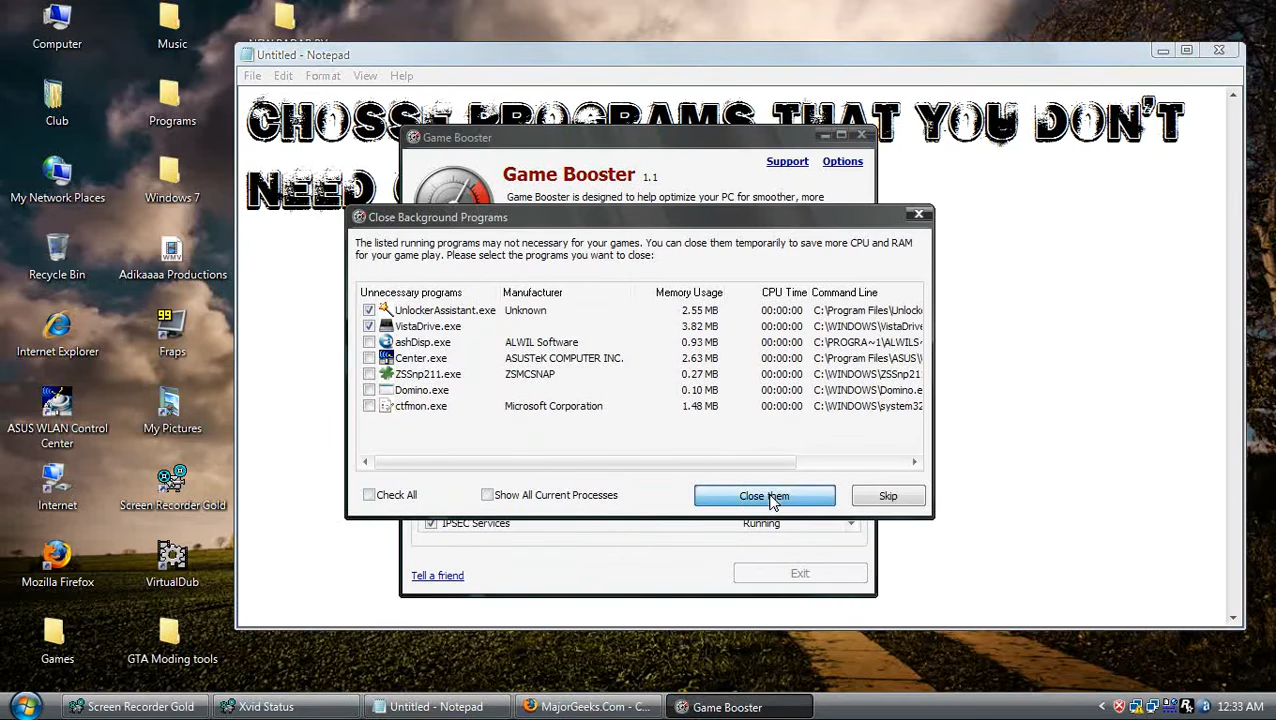 Computer
Music
Club
Programs
My Network Places
Windows 7
Recycle Bin
Adikaaaa Productions
99
Internet Explorer
Fraps
ASUS WLAN Control
Center
My Pictures
Internet
Screen Recorder Gold
Mozilla Firefox
VirtualDub
Games
GTA Moding tools
Untitled - Notepad
File Edit Format View Help
CHOSSE PROGRAMS THAT YOU DON'T
NEED
Game Booster
Support Options
Game Booster 1.1
Game Booster is designed to help optimize your PC for smoother, more
Close Background Programs
The listed running programs may not necessary for your games. You can close them temporarily to save more CPU and RAM
for your game play. Please select the programs you want to close:
Unnecessary programs Manufacturer Memory Usage CPU Time Command Line
UnlockerAssistant.exe Unknown 2.55 MB 00:00:00 C:\Program Files\Unlock
VistaDrive.exe 3.82 MB 00:00:00 C:\WINDOWS\VistaDrive
ashDisp.exe ALWIL Software 0.93 MB 00:00:00 C:\PROGRA~1\ALWILS
Center.exe ASUSTeK COMPUTER INC. 2.63 MB 00:00:00 C:\Program Files\ASUS\
ZSSnp211.exe ZSMCSNAP 0.27 MB 00:00:00 C:\WINDOWS\ZSSnp21
Domino.exe 0.10 MB 00:00:00 C:\WINDOWS\Domino.e
ctfmon.exe Microsoft Corporation 1.48 MB 00:00:00 C:\WINDOWS\system32
Check All Show All Current Processes Close them Skip
IPSEC Services Running
Tell a friend Exit
Screen Recorder Gold Xvid Status Untitled - Notepad MajorGeeks.Com - C... Game Booster 12:33 AM